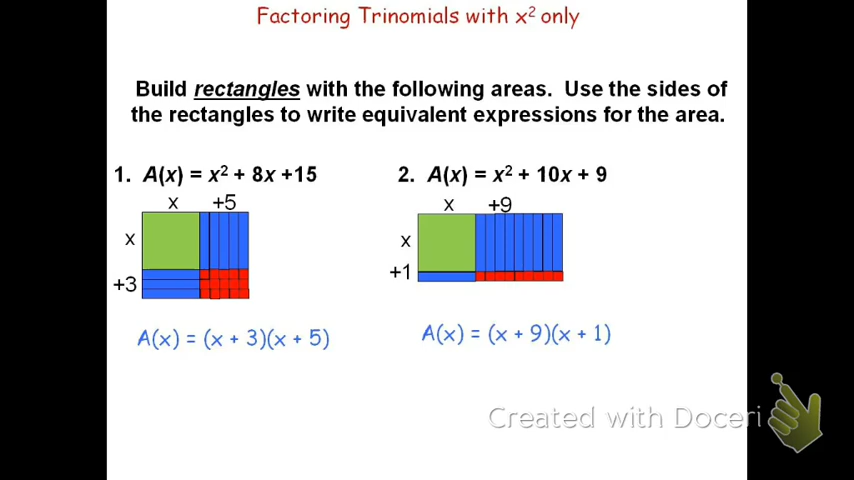 Factoring Trinomials with x² only
Build rectangles with the following areas. Use the sides of
the rectangles to write equivalent expressions for the area.
1. A(x) = x² + 8x +15
x +5
x
+3
A(x) = (x + 3)(x + 5)
2. A(x) = x² + 10x + 9
x +9
x
+1
A(x) = (x + 9)(x + 1)
Created with Doceri